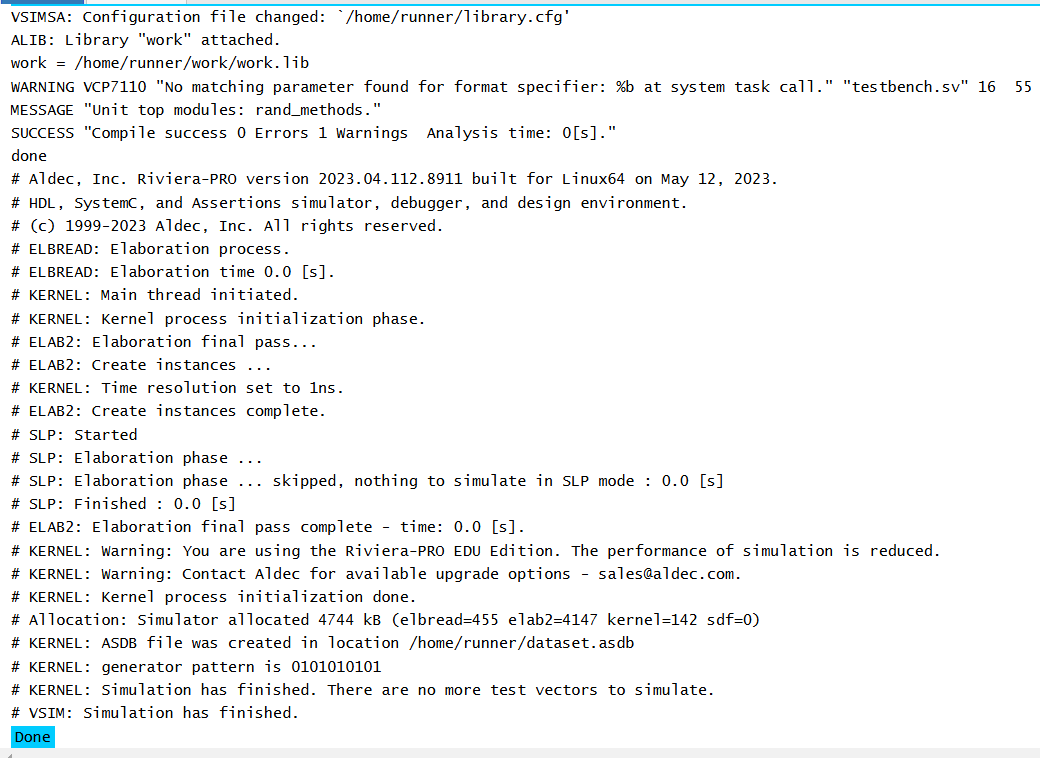 VSIMSA: Configuration file changed: `/home/runner/library.cfg'
ALIB: Library "work" attached.
work = /home/runner/work/work.lib
WARNING VCP7110 "No matching parameter found for format specifier: %b at system task call." "testbench.sv" 16  55
MESSAGE "Unit top modules: rand_methods."
SUCCESS "Compile success 0 Errors 1 Warnings  Analysis time: 0[s]."
done
# Aldec, Inc. Riviera-PRO version 2023.04.112.8911 built for Linux64 on May 12, 2023.
# HDL, SystemC, and Assertions simulator, debugger, and design environment.
# (c) 1999-2023 Aldec, Inc. All rights reserved.
# ELBREAD: Elaboration process.
# ELBREAD: Elaboration time 0.0 [s].
# KERNEL: Main thread initiated.
# KERNEL: Kernel process initialization phase.
# ELAB2: Elaboration final pass...
# ELAB2: Create instances ...
# KERNEL: Time resolution set to 1ns.
# ELAB2: Create instances complete.
# SLP: Started
# SLP: Elaboration phase ...
# SLP: Elaboration phase ... skipped, nothing to simulate in SLP mode : 0.0 [s]
# SLP: Finished : 0.0 [s]
# ELAB2: Elaboration final pass complete - time: 0.0 [s].
# KERNEL: Warning: You are using the Riviera-PRO EDU Edition. The performance of simulation is reduced.
# KERNEL: Warning: Contact Aldec for available upgrade options - sales@aldec.com.
# KERNEL: Kernel process initialization done.
# Allocation: Simulator allocated 4744 kB (elbread=455 elab2=4147 kernel=142 sdf=0)
# KERNEL: ASDB file was created in location /home/runner/dataset.asdb
# KERNEL: generator pattern is 0101010101
# KERNEL: Simulation has finished. There are no more test vectors to simulate.
# VSIM: Simulation has finished.
Done